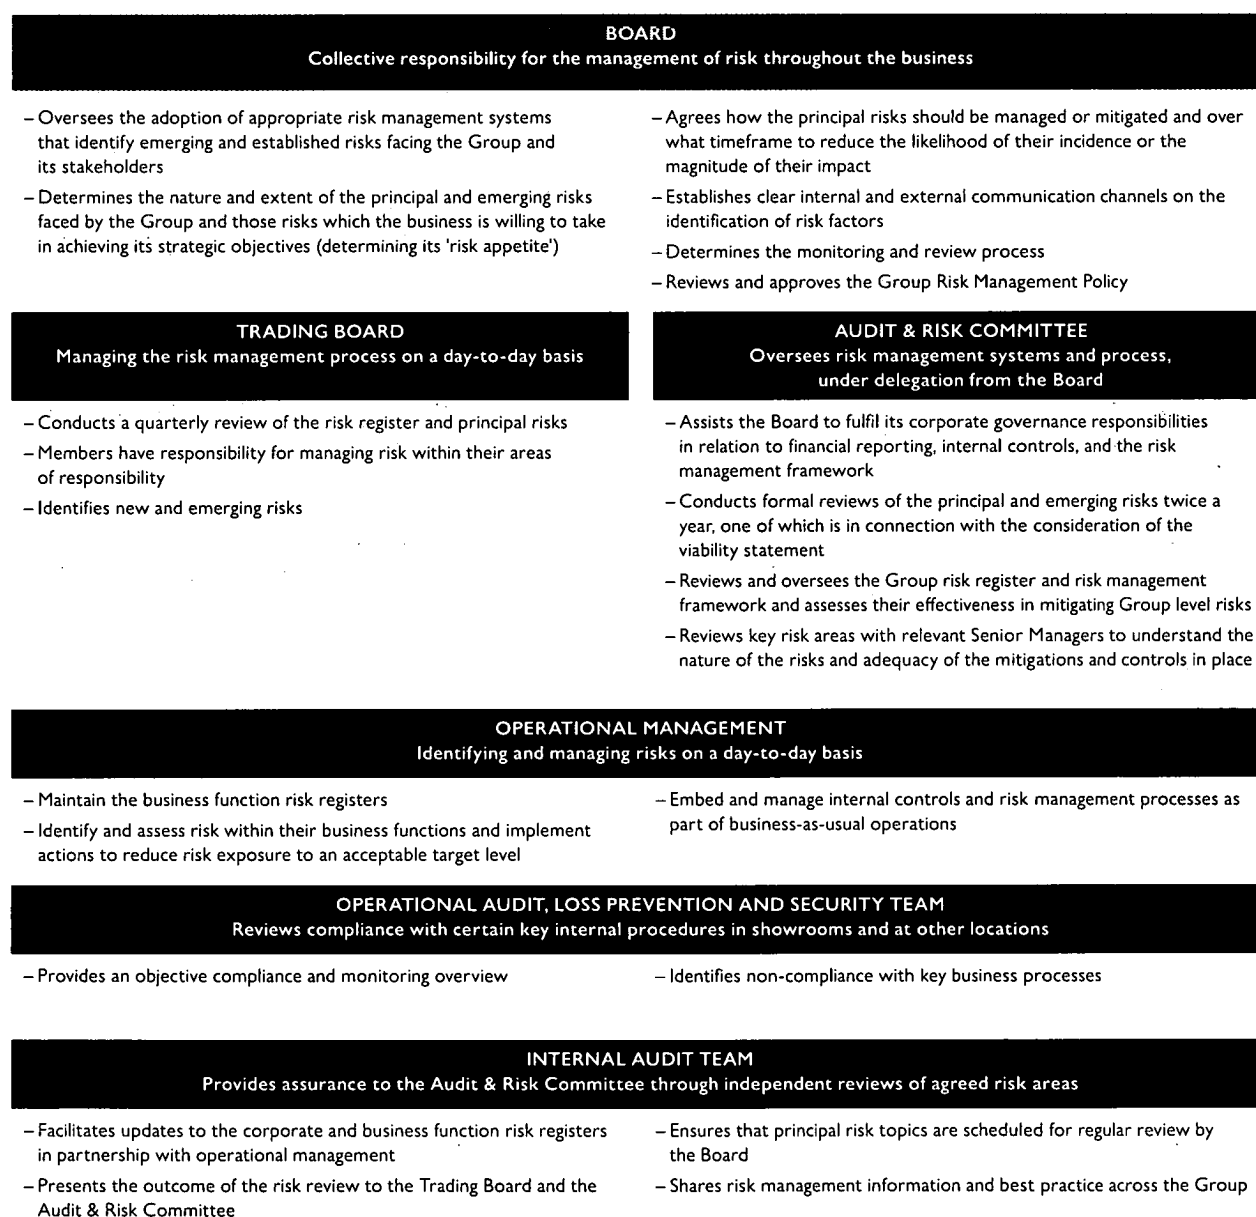 BOARD
Collective responsibility for the management of risk throughout the business
– Oversees the adoption of appropriate risk management systems
that identify emerging and established risks facing the Group and
its stakeholders
– Determines the nature and extent of the principal and emerging risks
faced by the Group and those risks which the business is willing to take
in achieving its strategic objectives (determining its 'risk appetite')
– Agrees how the principal risks should be managed or mitigated and over
what timeframe to reduce the likelihood of their incidence or the
magnitude of their impact
– Establishes clear internal and external communication channels on the
identification of risk factors
– Determines the monitoring and review process
– Reviews and approves the Group Risk Management Policy
TRADING BOARD
Managing the risk management process on a day-to-day basis
– Conducts a quarterly review of the risk register and principal risks
– Members have responsibility for managing risk within their areas
of responsibility
– Identifies new and emerging risks
AUDIT & RISK COMMITTEE
Oversees risk management systems and process,
under delegation from the Board
– Assists the Board to fulfil its corporate governance responsibilities
in relation to financial reporting, internal controls, and the risk
management framework
– Conducts formal reviews of the principal and emerging risks twice a
year, one of which is in connection with the consideration of the
viability statement
– Reviews and oversees the Group risk register and risk management
framework and assesses their effectiveness in mitigating Group level risks
– Reviews key risk areas with relevant Senior Managers to understand the
nature of the risks and adequacy of the mitigations and controls in place
OPERATIONAL MANAGEMENT
Identifying and managing risks on a day-to-day basis
– Maintain the business function risk registers
– Identify and assess risk within their business functions and implement
actions to reduce risk exposure to an acceptable target level
– Embed and manage internal controls and risk management processes as
part of business-as-usual operations
OPERATIONAL AUDIT, LOSS PREVENTION AND SECURITY TEAM
Reviews compliance with certain key internal procedures in showrooms and at other locations
– Provides an objective compliance and monitoring overview
– Identifies non-compliance with key business processes
INTERNAL AUDIT TEAM
Provides assurance to the Audit & Risk Committee through independent reviews of agreed risk areas
– Facilitates updates to the corporate and business function risk registers
in partnership with operational management
– Presents the outcome of the risk review to the Trading Board and the
Audit & Risk Committee
– Ensures that principal risk topics are scheduled for regular review by
the Board
– Shares risk management information and best practice across the Group